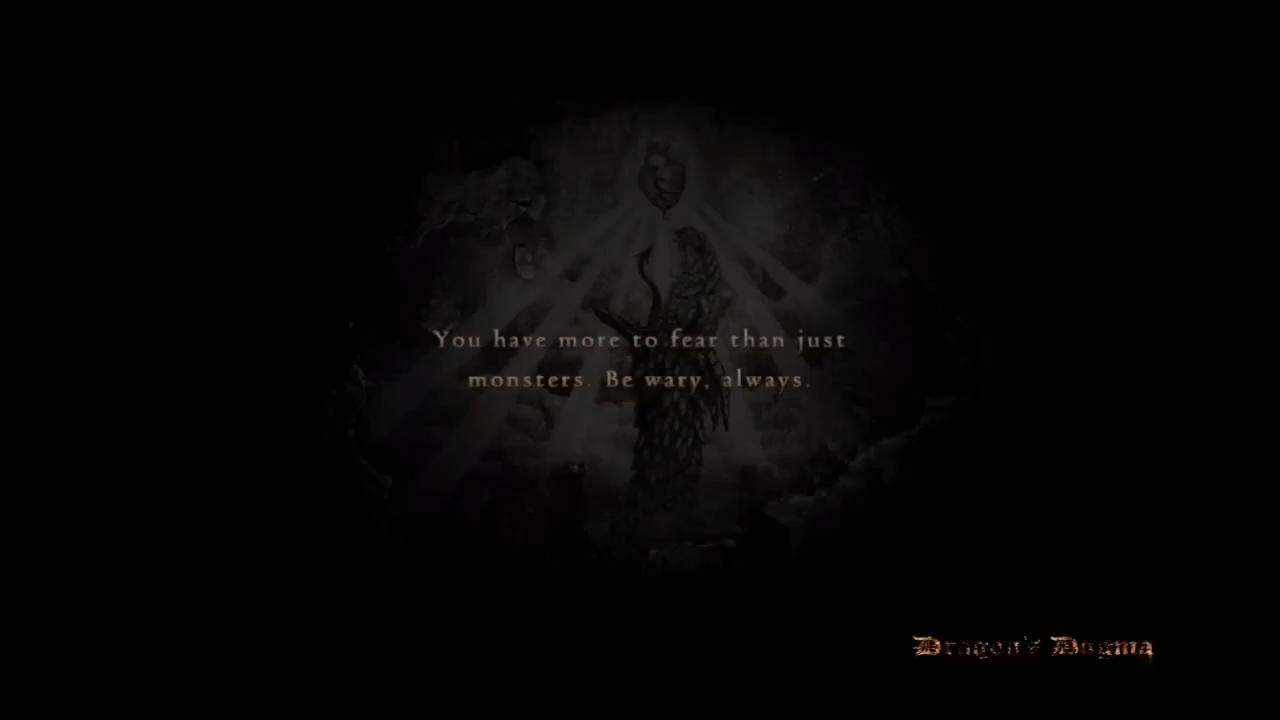 You have more to fear than just
monsters. Be wary, always.
Dragon's Dogma